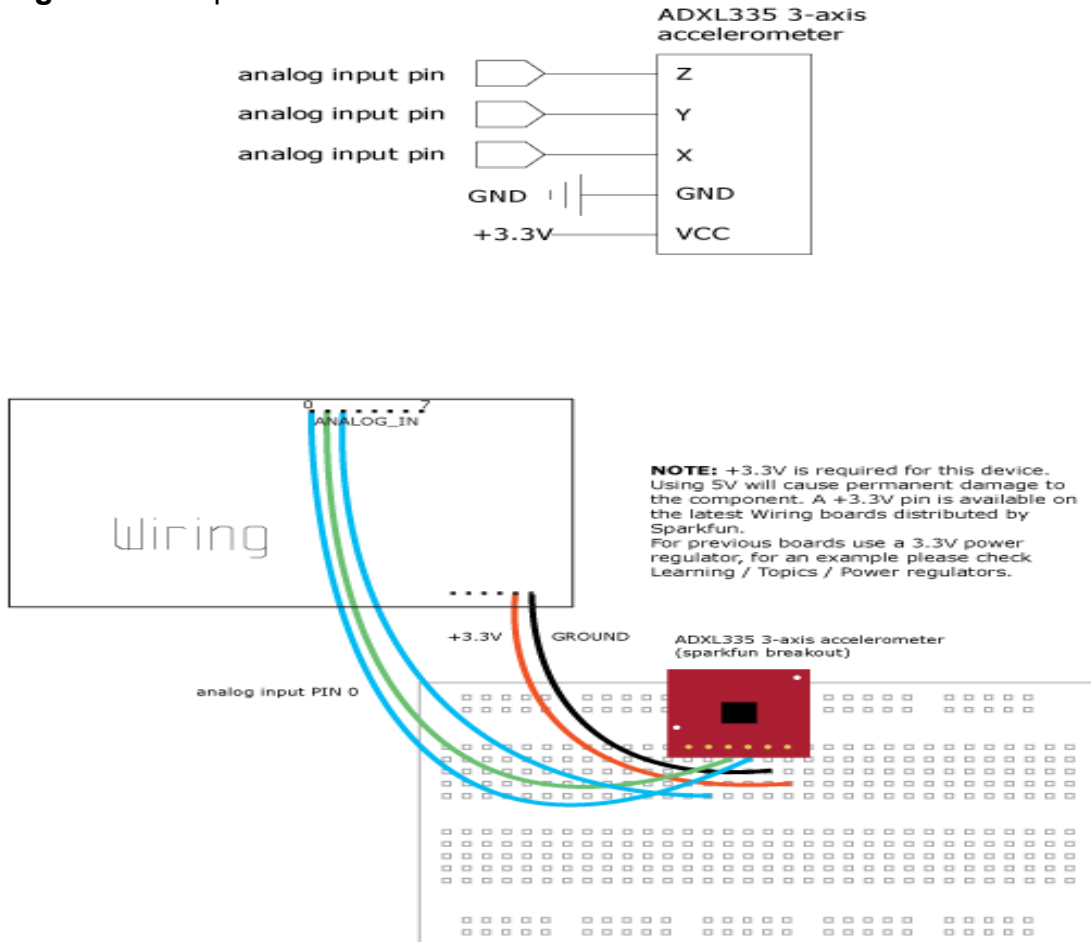 ADXL335 3-axis
accelerometer
analog input pin Z
analog input pin Y
analog input pin X
GND GND
+3.3V VCC
0 7
ANALOG_IN
Wiring
NOTE: +3.3V is required for this device.
Using 5V will cause permanent damage to
the component. A +3.3V pin is available on
the latest Wiring boards distributed by
Sparkfun.
For previous boards use a 3.3V power
regulator, for an example please check
Learning / Topics / Power regulators.
+3.3V GROUND
ADXL335 3-axis accelerometer
(sparkfun breakout)
analog input PIN 0